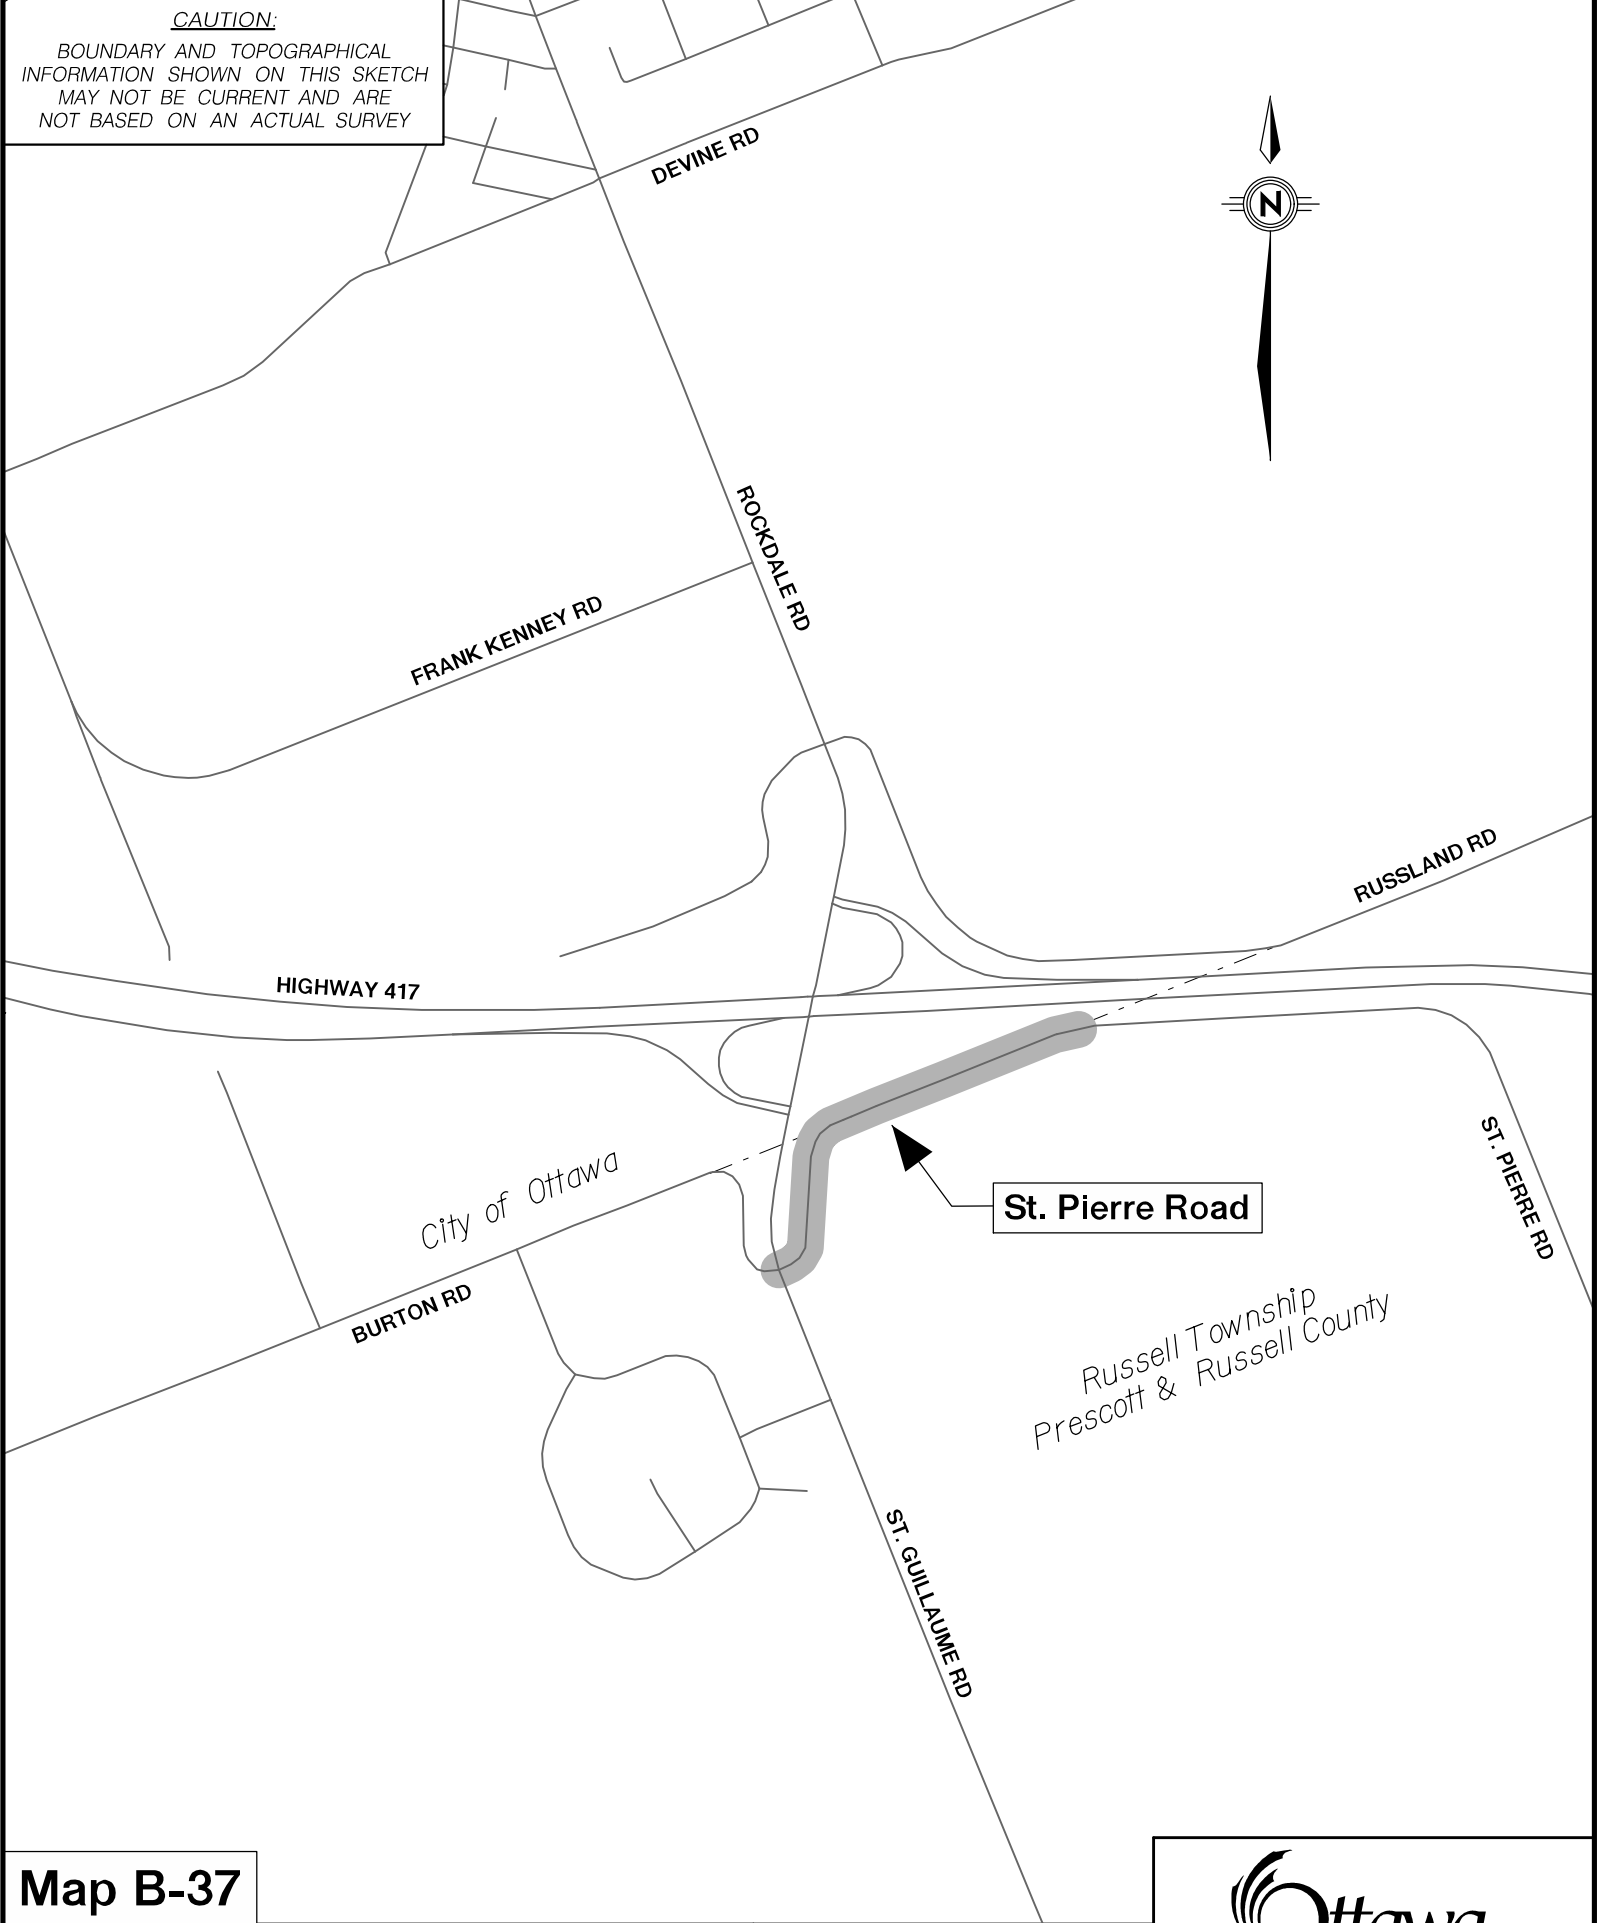 CAUTION:
BOUNDARY AND TOPOGRAPHICAL
INFORMATION SHOWN ON THIS SKETCH
MAY NOT BE CURRENT AND ARE
NOT BASED ON AN ACTUAL SURVEY
DEVINE RD
N
ROCKDALE RD
FRANK KENNEY RD
RUSSLAND RD
HIGHWAY 417
City of Ottawa
St. Pierre Road
ST. PIERRE RD
BURTON RD
Russell Township
Prescott & Russell County
ST. GUILLAUME RD
Map B-37
Ottawa